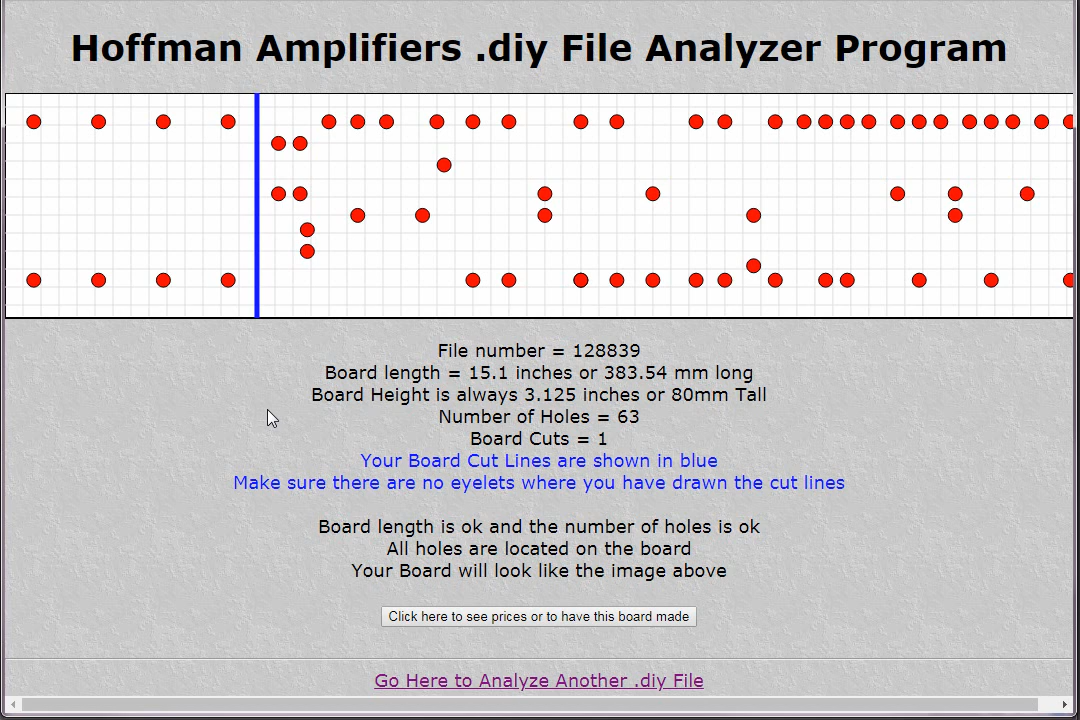 Hoffman Amplifiers .diy File Analyzer Program
File number = 128839
Board length = 15.1 inches or 383.54 mm long
Board Height is always 3.125 inches or 80mm Tall
Number of Holes = 63
Board Cuts = 1
Your Board Cut Lines are shown in blue
Make sure there are no eyelets where you have drawn the cut lines
Board length is ok and the number of holes is ok
All holes are located on the board
Your Board will look like the image above
Click here to see prices or to have this board made
Go Here to Analyze Another .diy File